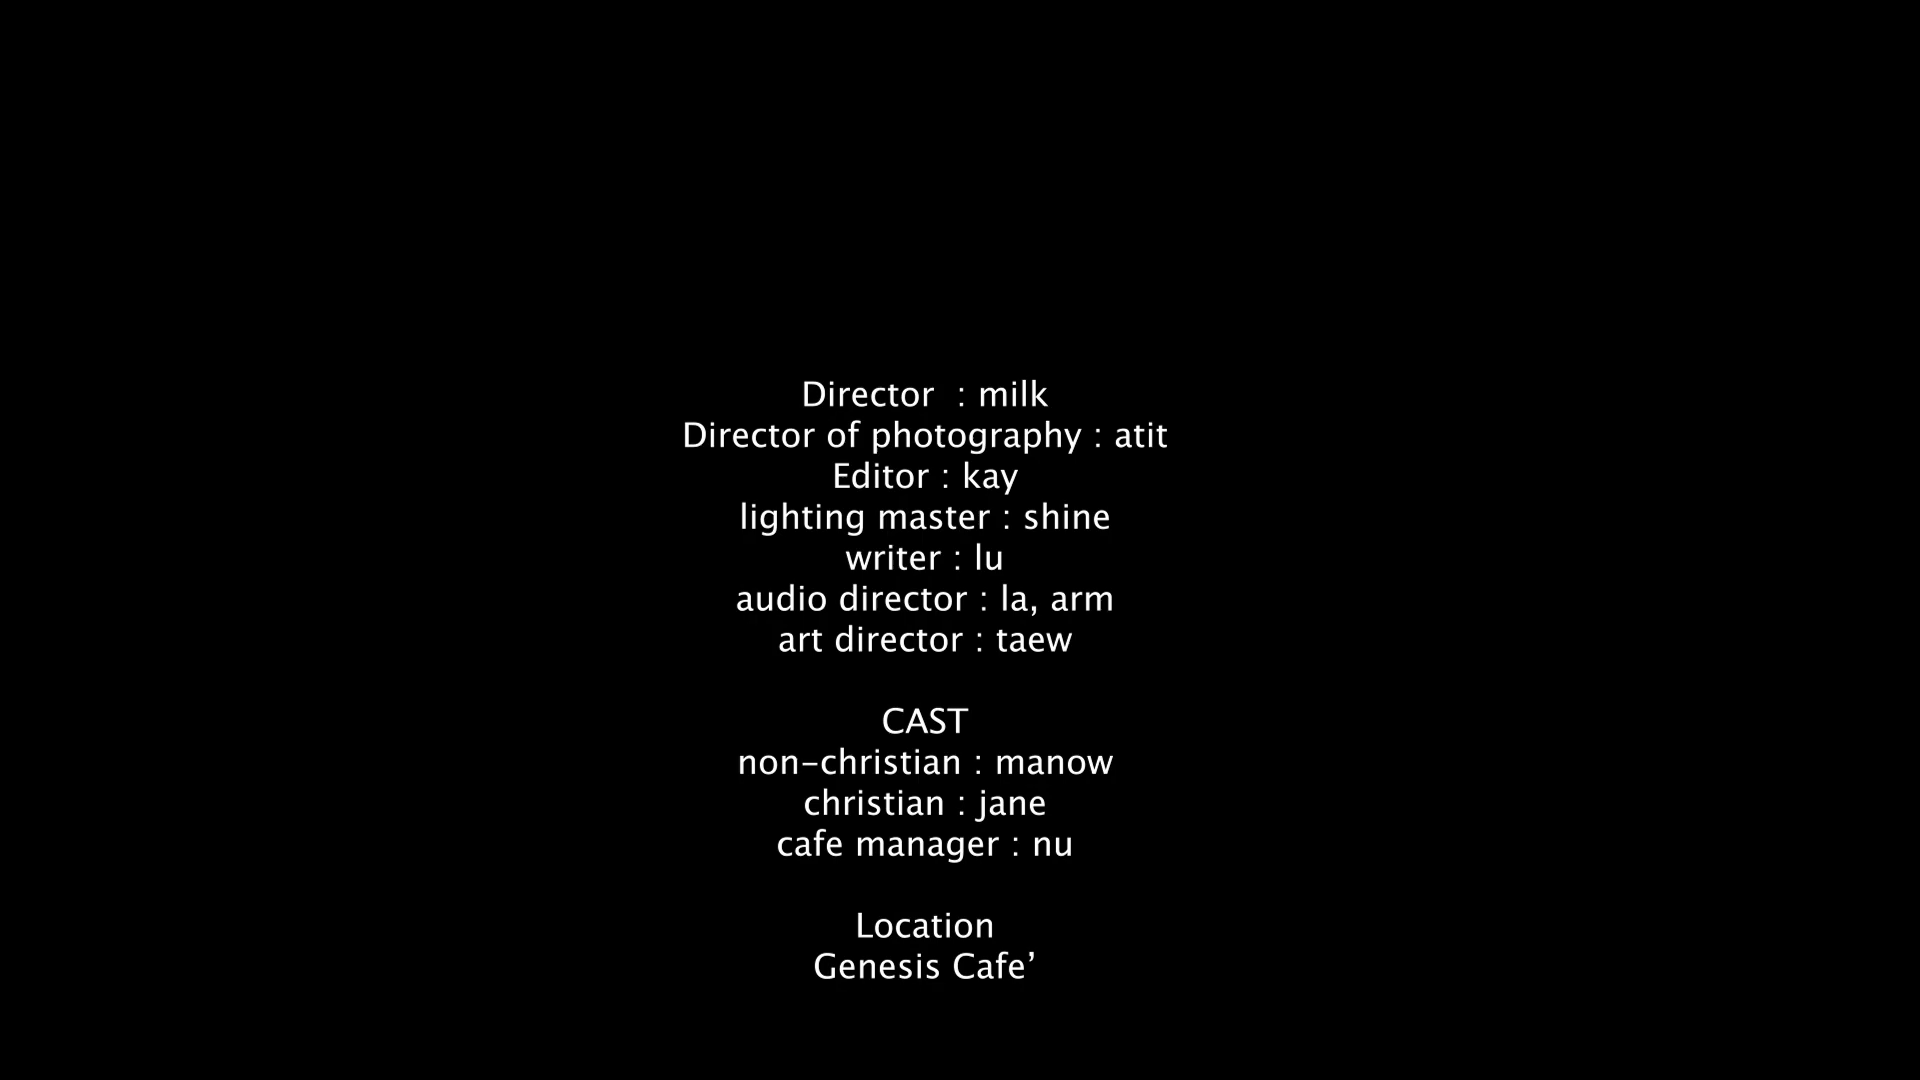 Director  : milk
Director of photography : atit
Editor : kay
lighting master : shine
writer : lu
audio director : la, arm
art director : taew
CAST
non-christian : manow
christian : jane
cafe manager : nu
Location
Genesis Cafe’